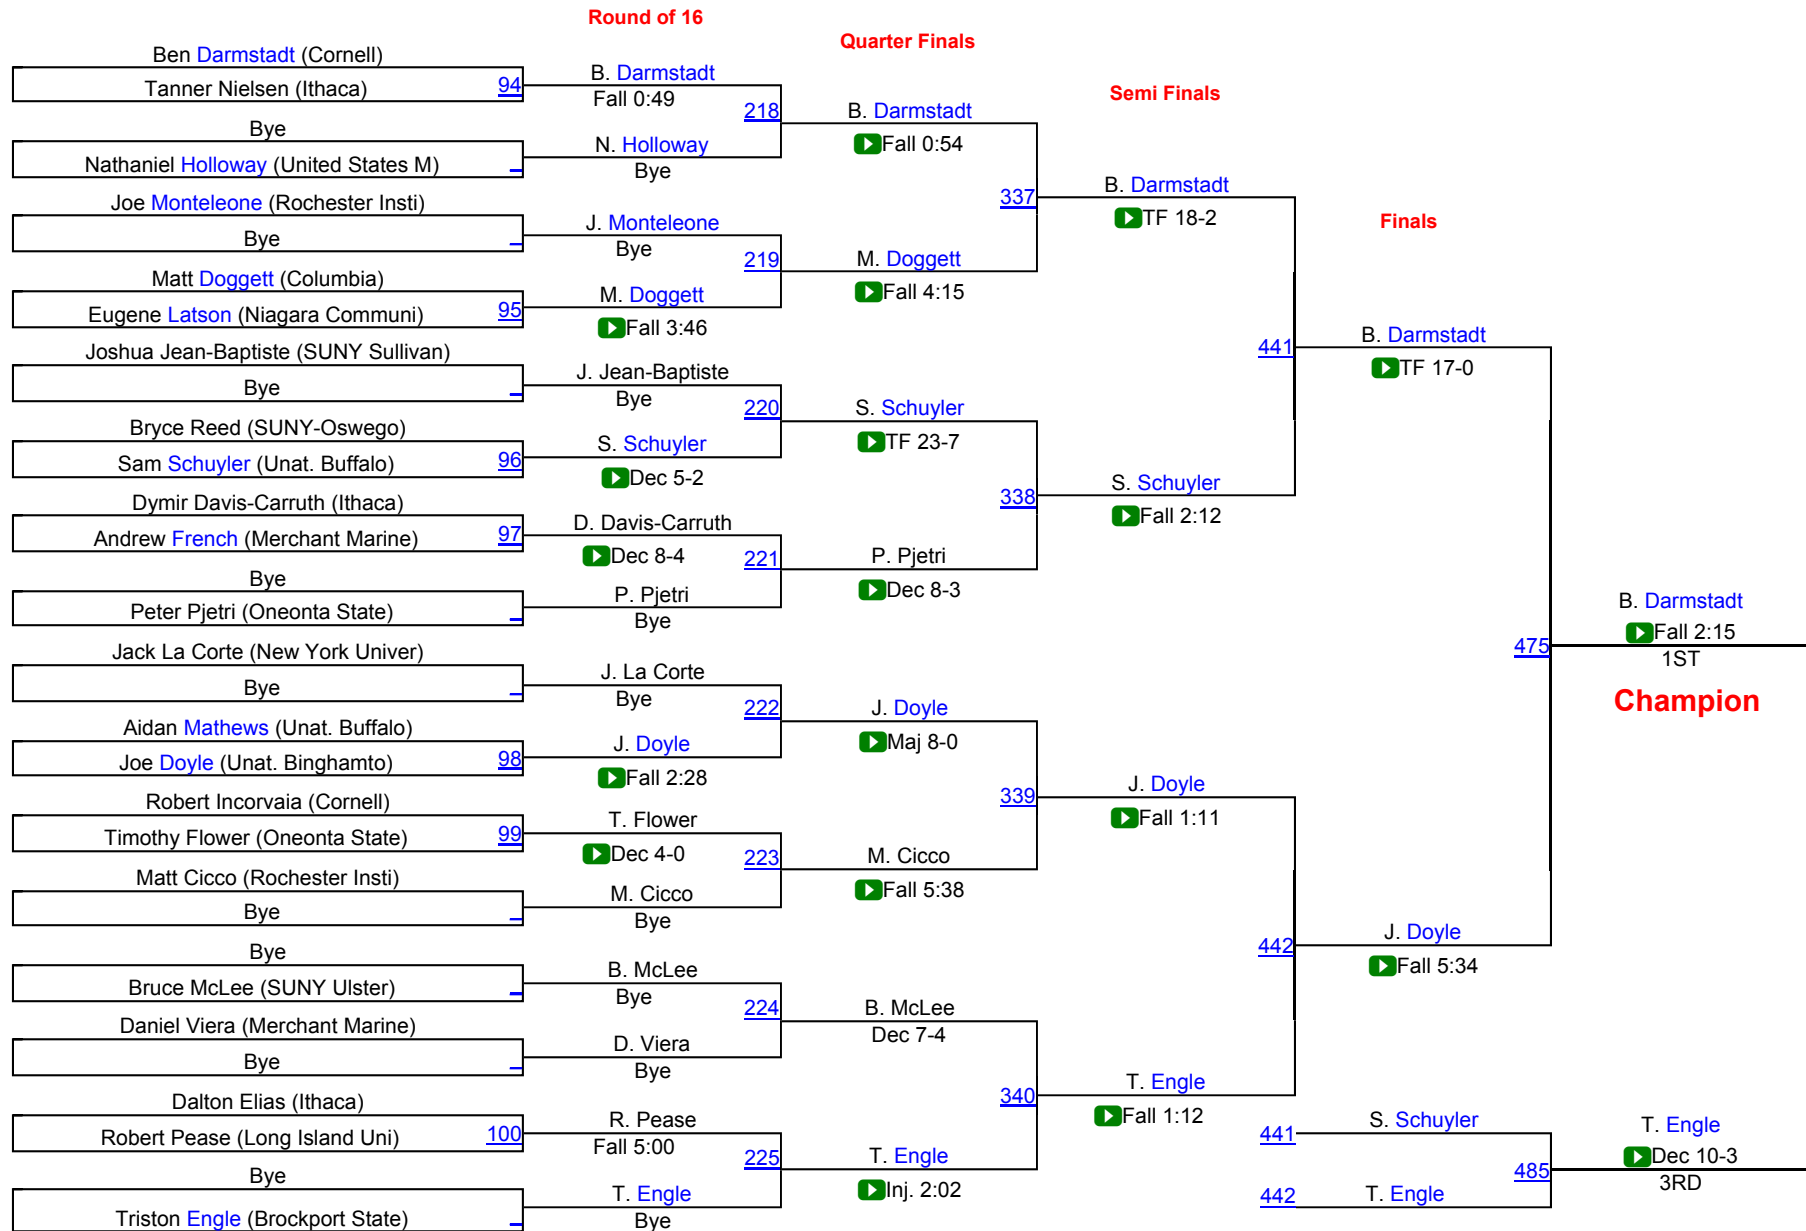 Round of 16
Quarter Finals
Semi Finals
Finals
Ben Darmstadt (Cornell)
Tanner Nielsen (Ithaca) 94
Bye
Nathaniel Holloway (United States M)
Joe Monteleone (Rochester Insti)
Bye
Matt Doggett (Columbia)
Eugene Latson (Niagara Communi) 95
Joshua Jean-Baptiste (SUNY Sullivan)
Bye
Bryce Reed (SUNY-Oswego)
Sam Schuyler (Unat. Buffalo) 96
Dymir Davis-Carruth (Ithaca)
Andrew French (Merchant Marine) 97
Bye
Peter Pjetri (Oneonta State)
Jack La Corte (New York Univer)
Bye
Aidan Mathews (Unat. Buffalo)
Joe Doyle (Unat. Binghamto) 98
Robert Incorvaia (Cornell)
Timothy Flower (Oneonta State) 99
Matt Cicco (Rochester Insti)
Bye
Bye
Bruce McLee (SUNY Ulster)
Daniel Viera (Merchant Marine)
Bye
Dalton Elias (Ithaca)
Robert Pease (Long Island Uni) 100
Bye
Triston Engle (Brockport State)
B. Darmstadt
Fall 0:49
218
N. Holloway
Bye
J. Monteleone
Bye
219
M. Doggett
Fall 3:46
J. Jean-Baptiste
Bye
220
S. Schuyler
Dec 5-2
D. Davis-Carruth
Dec 8-4
221
P. Pjetri
Bye
J. La Corte
Bye
222
J. Doyle
Fall 2:28
T. Flower
Dec 4-0
223
M. Cicco
Bye
B. McLee
Bye
224
D. Viera
Bye
R. Pease
Fall 5:00
225
T. Engle
Bye
B. Darmstadt
Fall 0:54
337
M. Doggett
Fall 4:15
S. Schuyler
TF 23-7
338
P. Pjetri
Dec 8-3
J. Doyle
Maj 8-0
339
M. Cicco
Fall 5:38
B. McLee
Dec 7-4
340
T. Engle
Inj. 2:02
B. Darmstadt
TF 18-2
441
S. Schuyler
Fall 2:12
J. Doyle
Fall 1:11
442
T. Engle
Fall 1:12
B. Darmstadt
TF 17-0
475
J. Doyle
Fall 5:34
B. Darmstadt
Fall 2:15
1ST
Champion
441 S. Schuyler
485
442 T. Engle
T. Engle
Dec 10-3
3RD